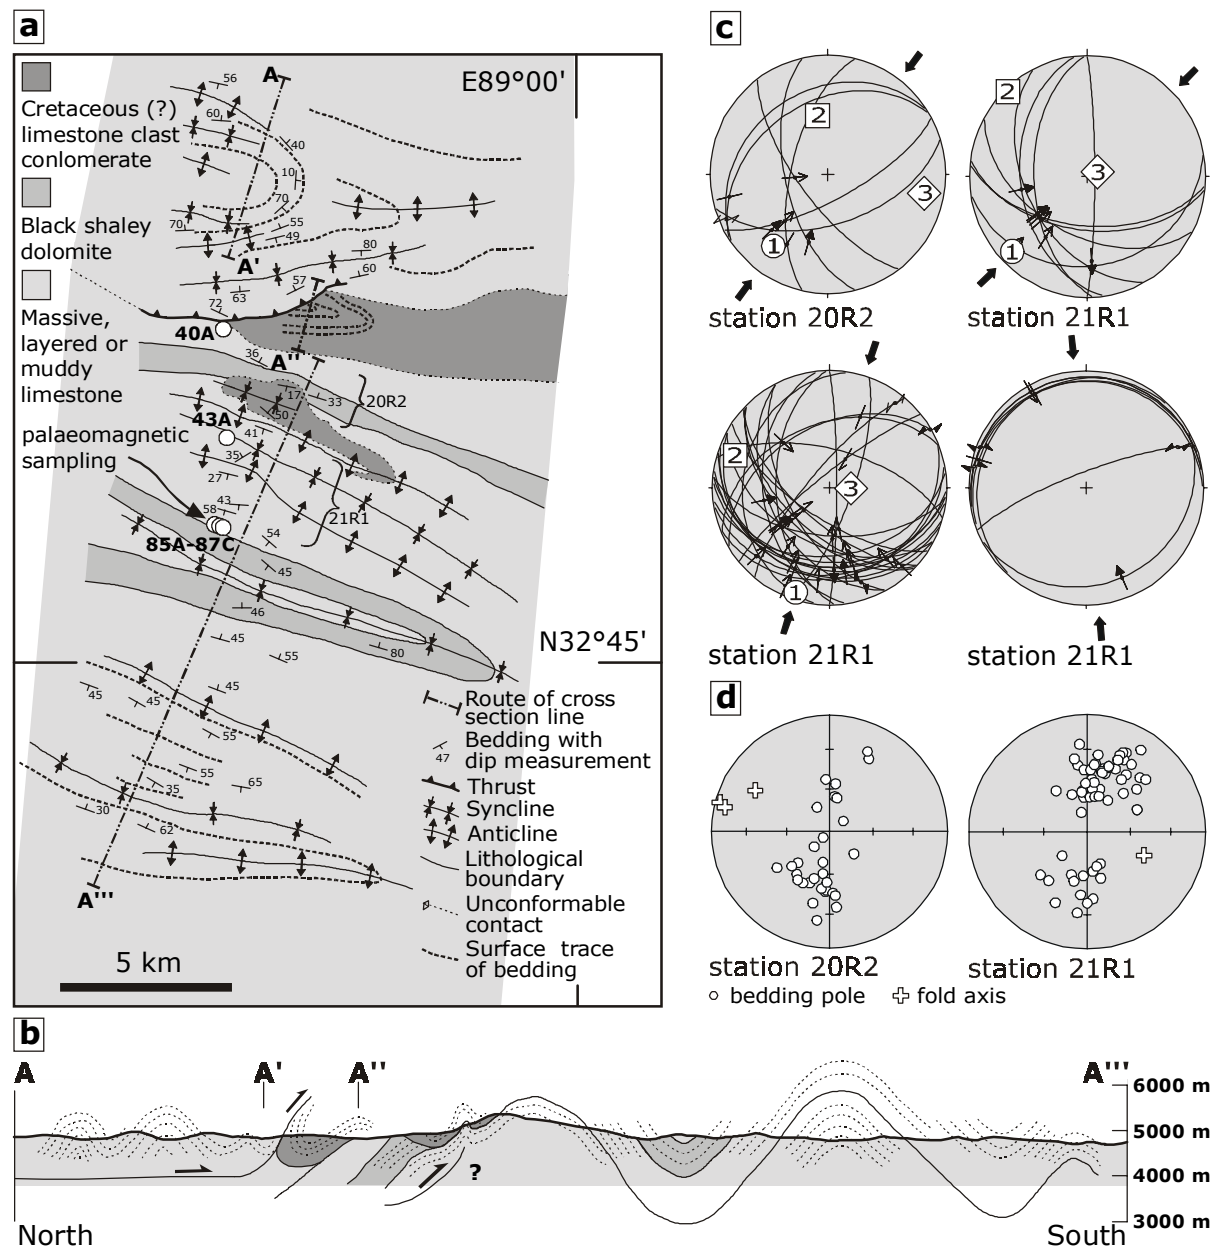 a
E89°00'
Cretaceous (?)
limestone clast
conlomerate
Black shaley
dolomite
Massive,
layered or
muddy
limestone
palaeomagnetic
sampling
A
56
60
40
10
70
70
55
49
80
A'
60
57
63
72
40A
A''
36
17
33
50
20R2
43A
41
35
27
21R1
43
58
85A-87C
54
45
46
N32°45'
45
55
80
45
45
45
55
55
65
35
30
62
A'''
Route of cross
section line
Bedding with
dip measurement
47
Thrust
Syncline
Anticline
Lithological
boundary
Unconformable
contact
Surface trace
of bedding
5 km
c
2
3
1
station 20R2
2
3
1
station 21R1
2
3
1
station 21R1
station 21R1
d
station 20R2
station 21R1
bedding pole
fold axis
b
A
A'
A''
A'''
6000 m
5000 m
4000 m
3000 m
?
North
South